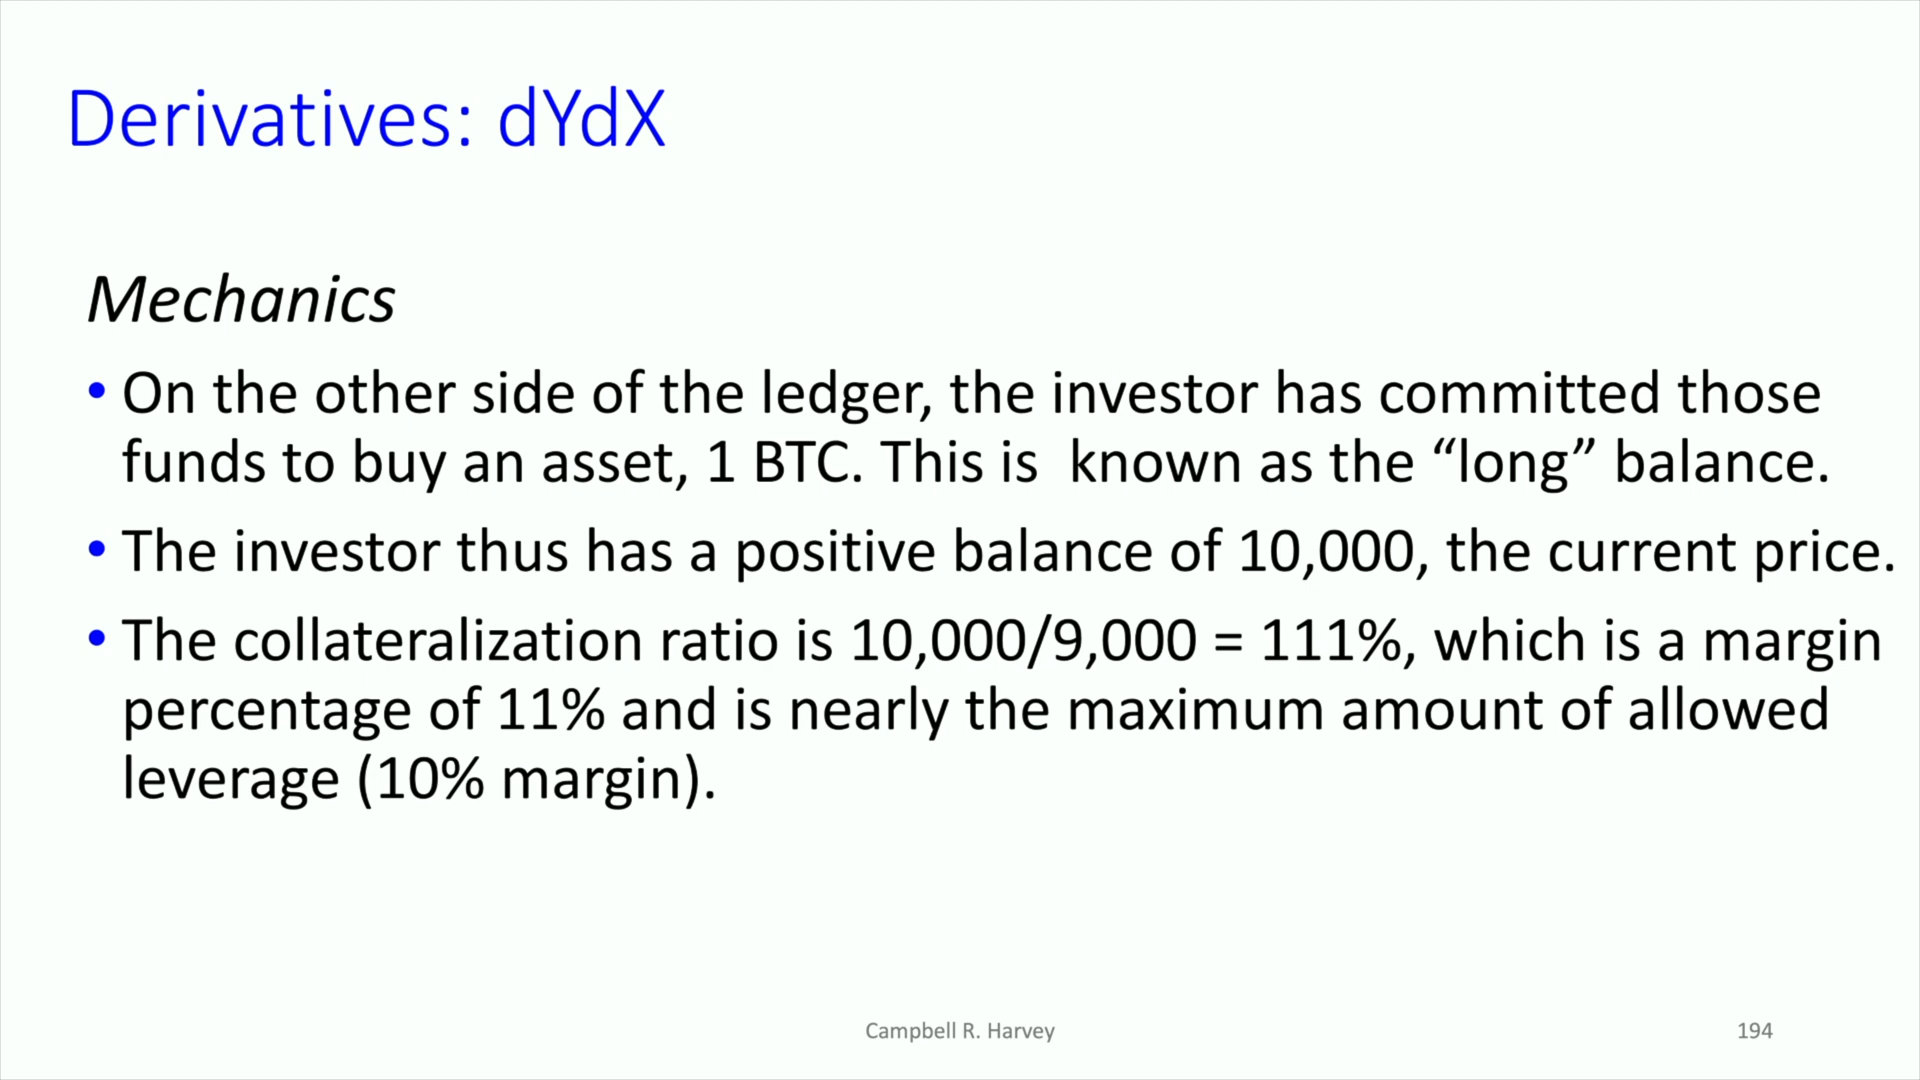 Derivatives: dYdX
Mechanics
• On the other side of the ledger, the investor has committed those
funds to buy an asset, 1 BTC. This is  known as the “long” balance.
• The investor thus has a positive balance of 10,000, the current price.
• The collateralization ratio is 10,000/9,000 = 111%, which is a margin
percentage of 11% and is nearly the maximum amount of allowed
leverage (10% margin).
Campbell R. Harvey
194